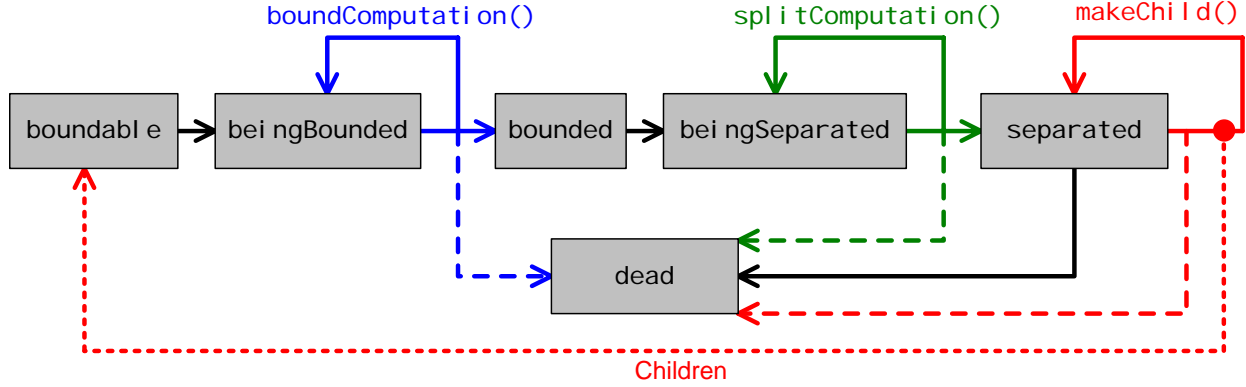 boundComputation()
splitComputation()
makeChild()
boundable
beingBounded
bounded
beingSeparated
separated
dead
Children